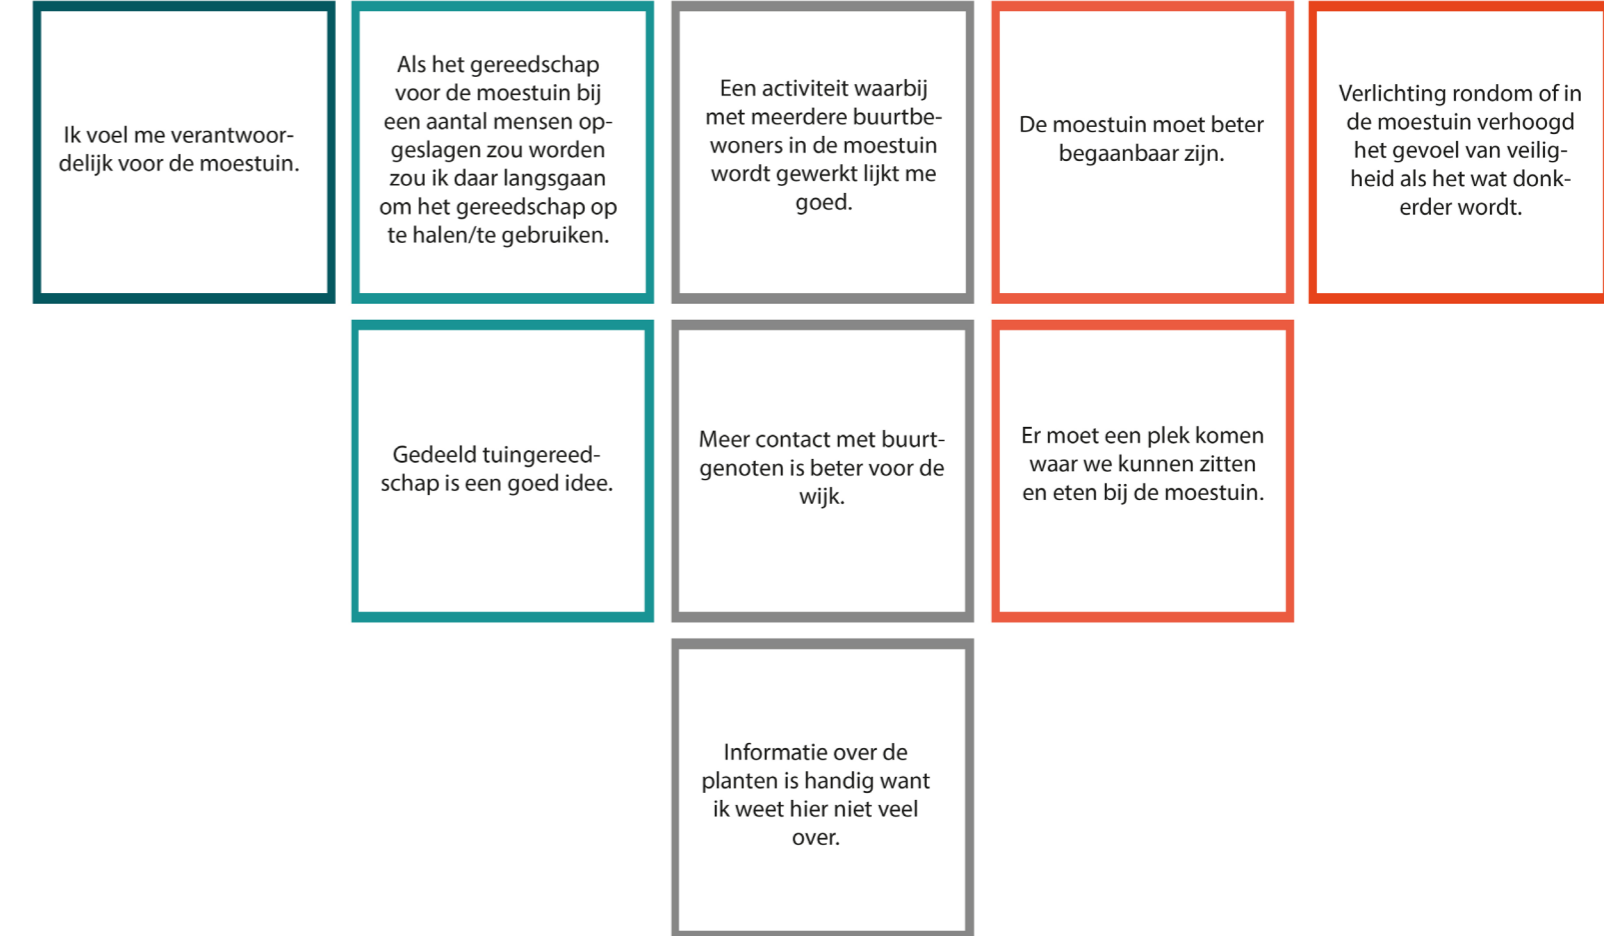 Ik voel me verantwoor-
delijk voor de moestuin.
Als het gereedschap
voor de moestuin bij
een aantal mensen op-
geslagen zou worden
zou ik daar langsgaan
om het gereedschap op
te halen/te gebruiken.
Een activiteit waarbij
met meerdere buurtbe-
woners in de moestuin
wordt gewerkt lijkt me
goed.
De moestuin moet beter
begaanbaar zijn.
Verlichting rondom of in
de moestuin verhoogd
het gevoel van veilig-
heid als het wat donk-
erder wordt.
Gedeeld tuingereed-
schap is een goed idee.
Meer contact met buurt-
genoten is beter voor de
wijk.
Er moet een plek komen
waar we kunnen zitten
en eten bij de moestuin.
Informatie over de
planten is handig want
ik weet hier niet veel
over.